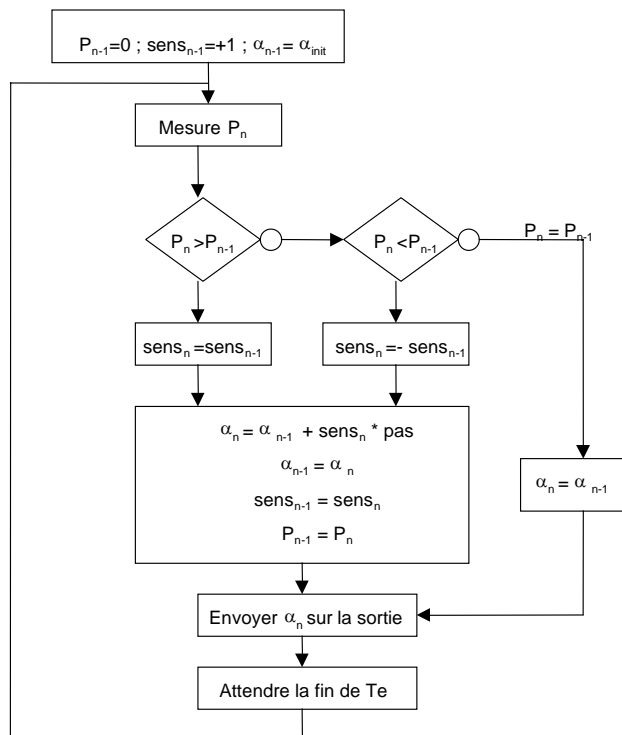 Pn-1=0 ; sensn-1=+1 ; αn-1= αinit
Mesure Pn
Pn >Pn-1
Pn <Pn-1
Pn = Pn-1
sensn =sensn-1
sensn =- sensn-1
αn = α n-1 + sensn * pas
αn-1 = α n
sensn-1 = sensn
Pn-1 = Pn
αn = α n-1
Envoyer αn sur la sortie
Attendre la fin de Te